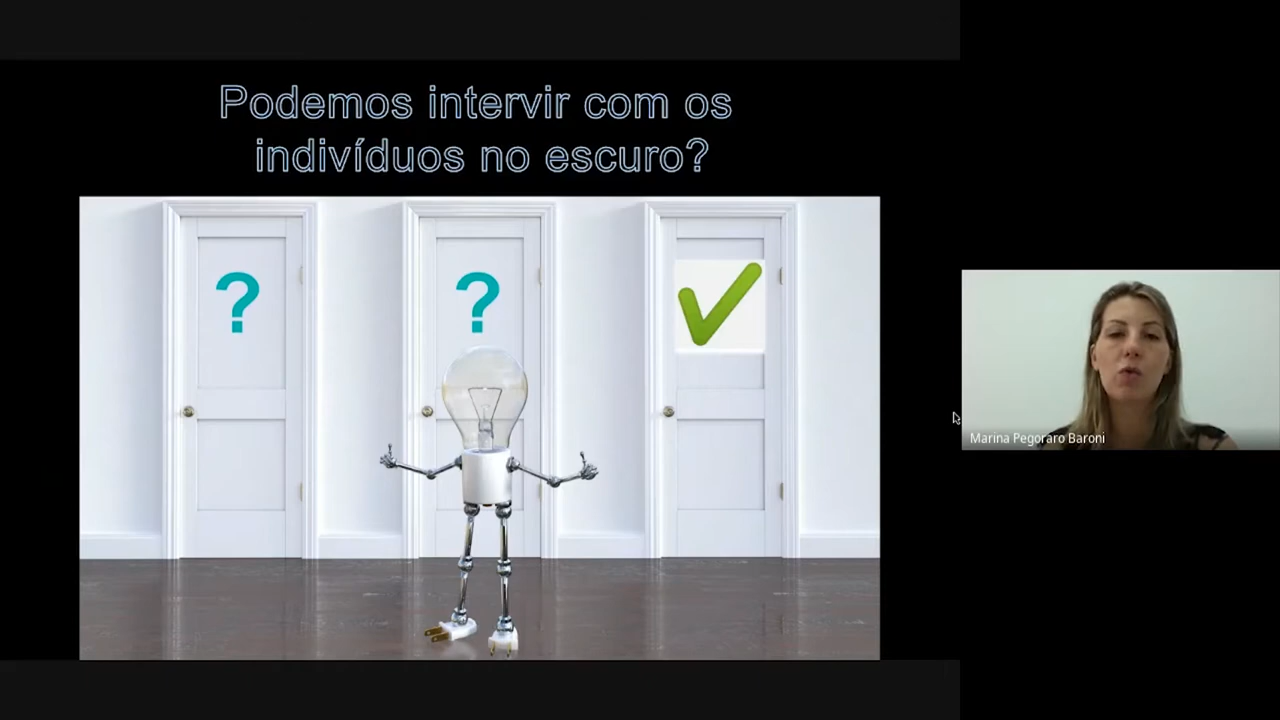 Podemos intervir com os
indivíduos no escuro?
?
?
Marina Pegoraro Baroni